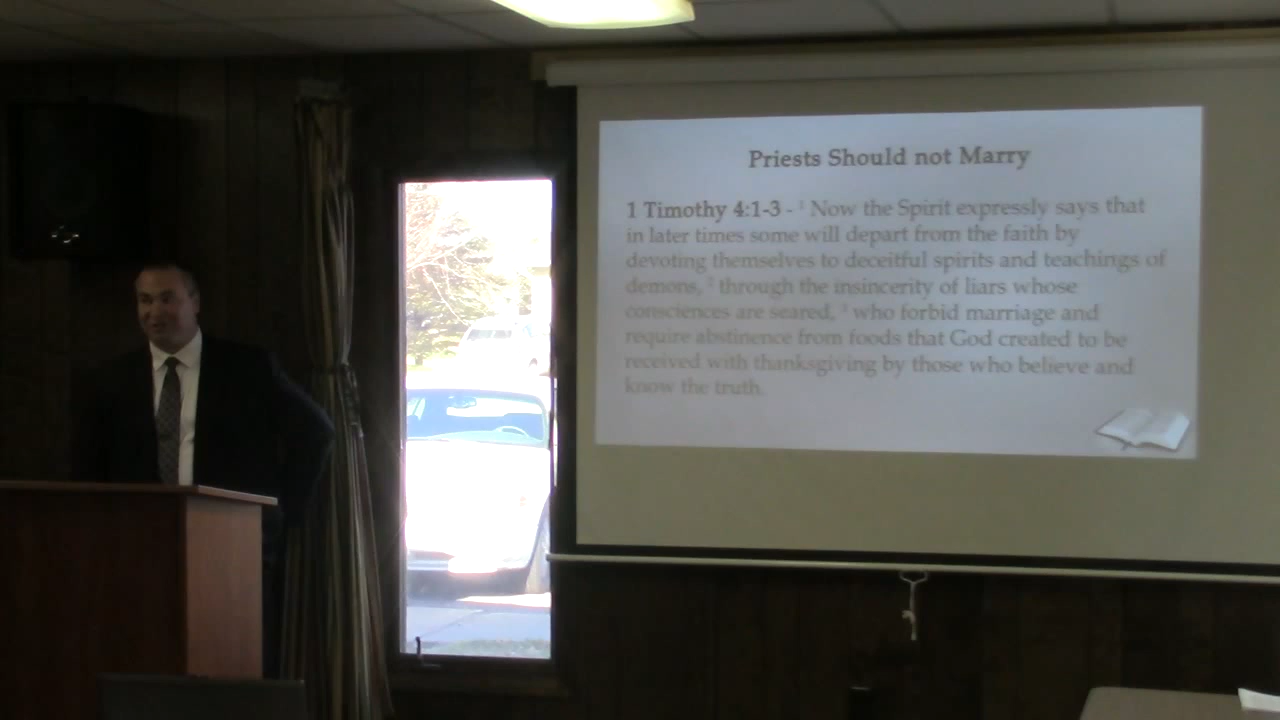 Priests Should not Marry
1 Timothy 4:1-3 - ¹ Now the Spirit expressly says that
in later times some will depart from the faith by
devoting themselves to deceitful spirits and teachings of
demons, ² through the insincerity of liars whose
consciences are seared, ³ who forbid marriage and
require abstinence from foods that God created to be
received with thanksgiving by those who believe and
know the truth.